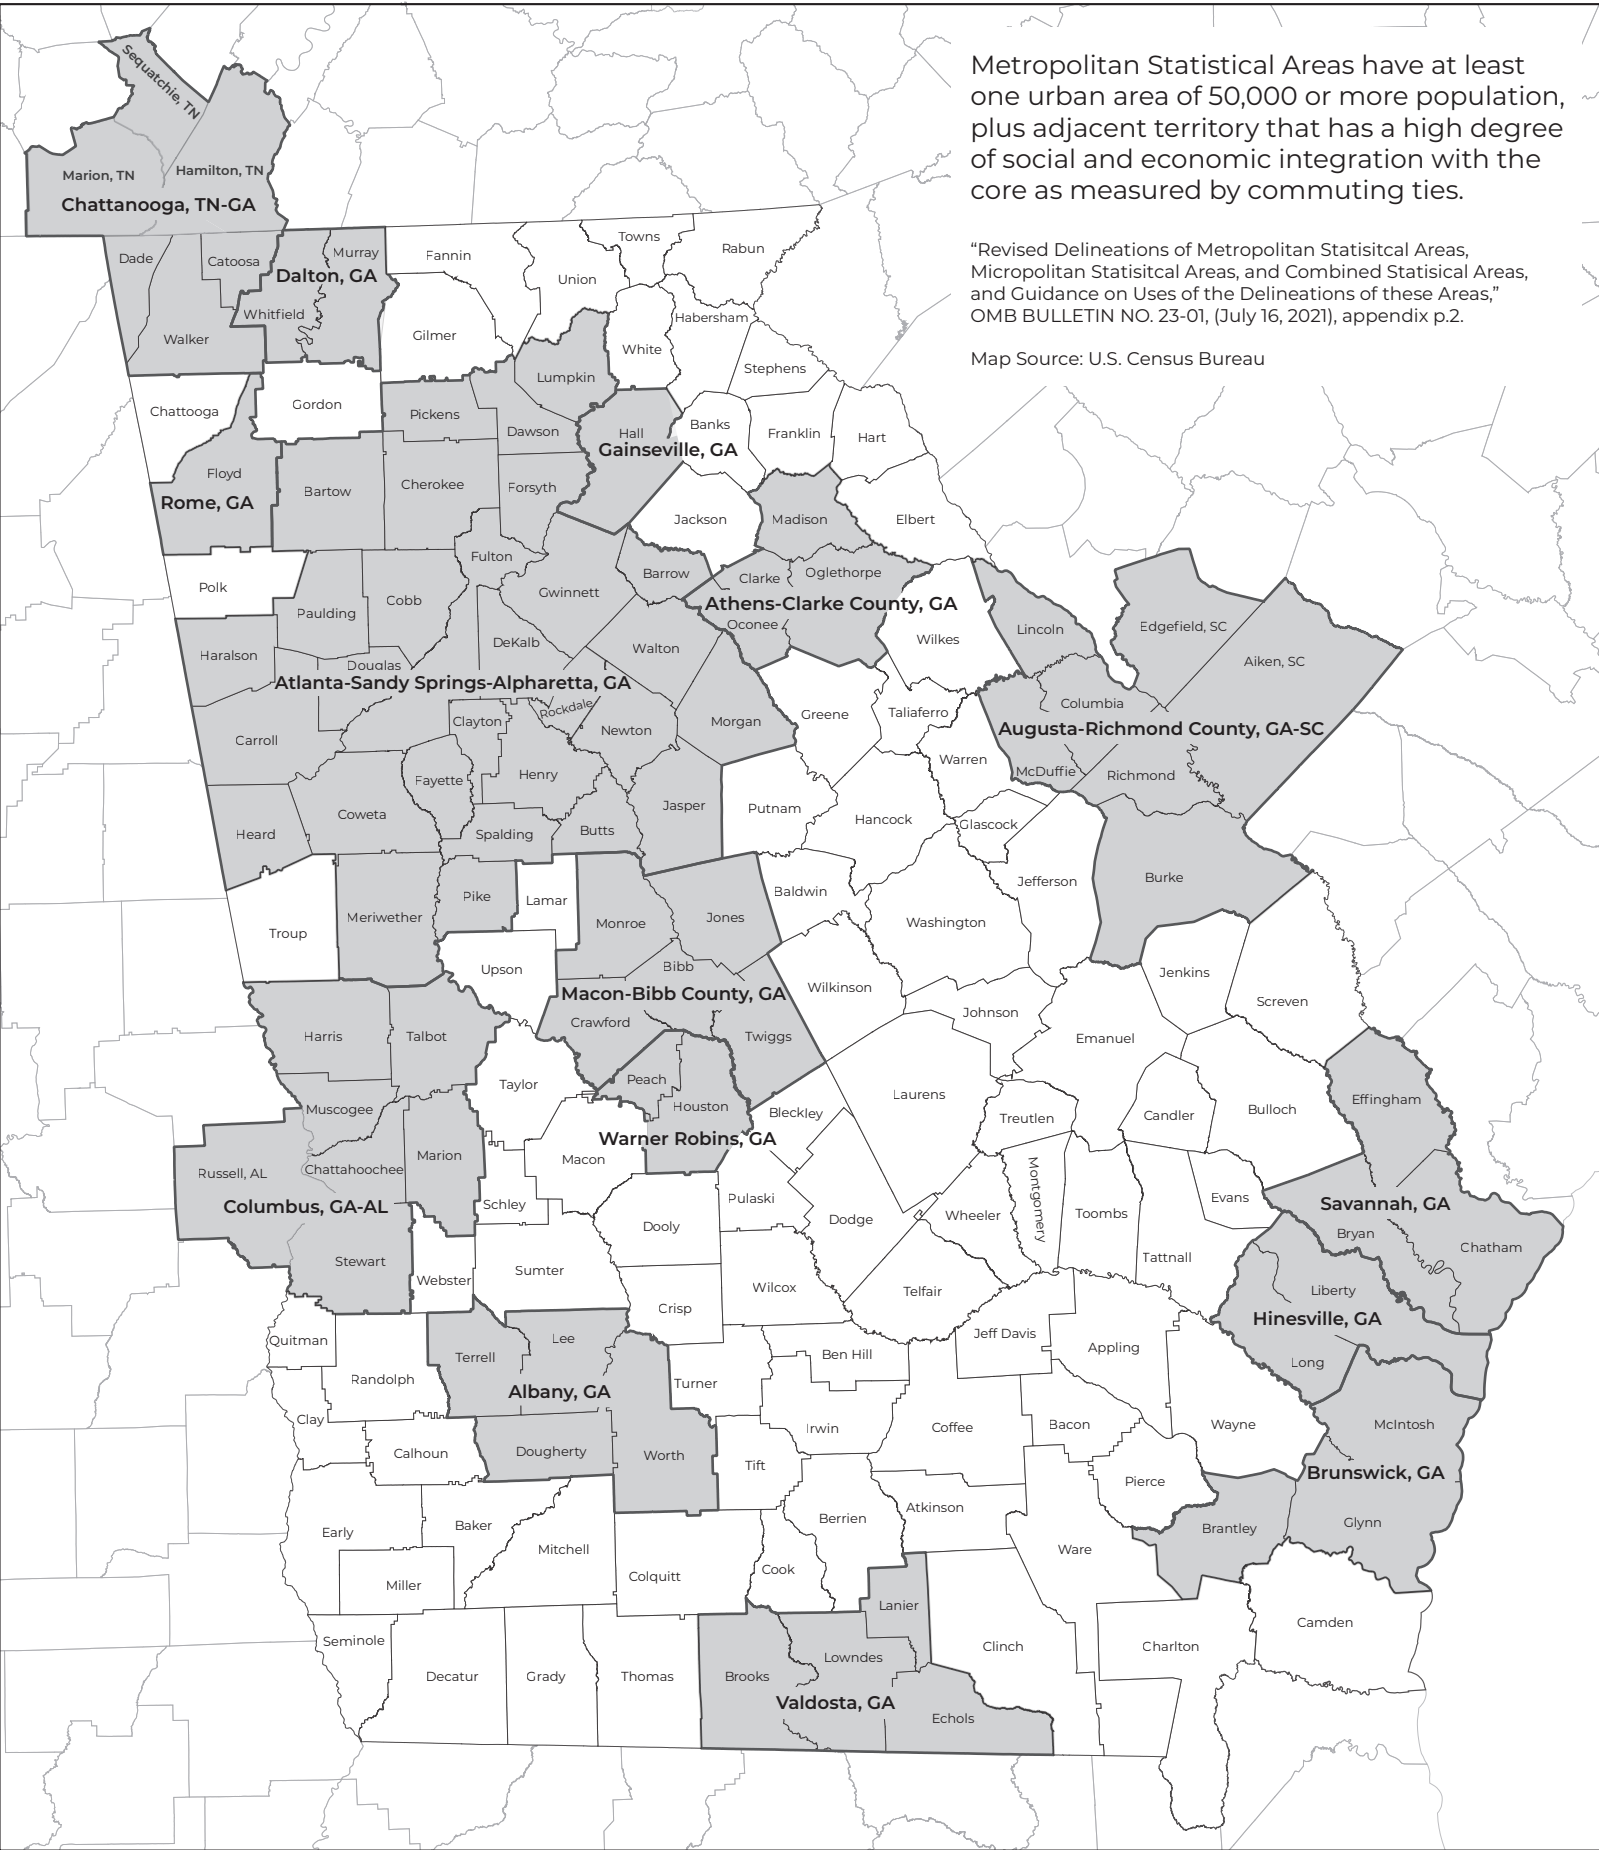 Metropolitan Statistical Areas have at least
one urban area of 50,000 or more population,
plus adjacent territory that has a high degree
of social and economic integration with the
core as measured by commuting ties.
“Revised Delineations of Metropolitan Statisitcal Areas,
Micropolitan Statisitcal Areas, and Combined Statisical Areas,
and Guidance on Uses of the Delineations of these Areas,”
OMB BULLETIN NO. 23-01, (July 16, 2021), appendix p.2.
Map Source: U.S. Census Bureau
Sequatchie, TN
Marion, TN
Hamilton, TN
Chattanooga, TN-GA
Dade
Catoosa
Murray
Dalton, GA
Whitfield
Walker
Fannin
Towns
Rabun
Union
Gilmer
Habersham
White
Stephens
Lumpkin
Chattooga
Gordon
Pickens
Dawson
Hall
Gainseville, GA
Banks
Franklin
Hart
Floyd
Rome, GA
Bartow
Cherokee
Forsyth
Jackson
Madison
Elbert
Fulton
Polk
Paulding
Cobb
Gwinnett
Barrow
Clarke
Oglethorpe
Athens-Clarke County, GA
Oconee
Wilkes
Lincoln
Edgefield, SC
Aiken, SC
Haralson
Douglas
DeKalb
Walton
Atlanta-Sandy Springs-Alpharetta, GA
Carroll
Clayton
Rockdale
Newton
Morgan
Greene
Taliaferro
Columbia
Augusta-Richmond County, GA-SC
Warren
McDuffie
Richmond
Fayette
Henry
Heard
Coweta
Spalding
Butts
Jasper
Putnam
Hancock
Glascock
Jefferson
Burke
Troup
Meriwether
Pike
Lamar
Monroe
Jones
Baldwin
Washington
Upson
Bibb
Macon-Bibb County, GA
Crawford
Twiggs
Wilkinson
Johnson
Jenkins
Screven
Emanuel
Harris
Talbot
Taylor
Peach
Houston
Warner Robins, GA
Bleckley
Laurens
Treutlen
Candler
Bulloch
Effingham
Muscogee
Chattahoochee
Marion
Russell, AL
Columbus, GA-AL
Stewart
Macon
Schley
Webster
Sumter
Dooly
Pulaski
Dodge
Wheeler
Montgomery
Toombs
Tattnall
Evans
Savannah, GA
Bryan
Chatham
Liberty
Hinesville, GA
Long
Crisp
Wilcox
Telfair
Quitman
Terrell
Lee
Albany, GA
Randolph
Turner
Ben Hill
Jeff Davis
Appling
Clay
Calhoun
Dougherty
Worth
Tift
Irwin
Coffee
Bacon
Wayne
McIntosh
Brunswick, GA
Pierce
Brantley
Glynn
Early
Baker
Mitchell
Miller
Colquitt
Cook
Berrien
Atkinson
Ware
Lanier
Seminole
Decatur
Grady
Thomas
Brooks
Lowndes
Valdosta, GA
Echols
Clinch
Charlton
Camden